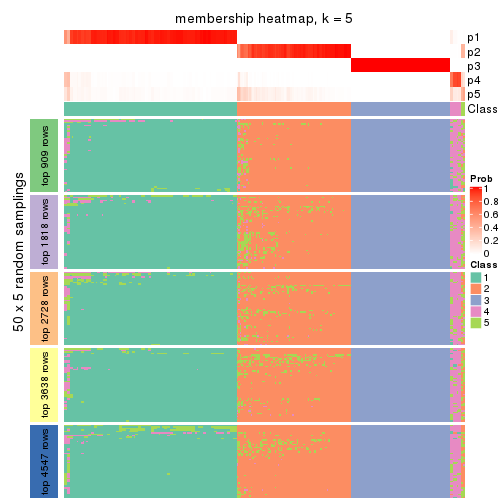 membership heatmap, k = 5
p1
p2
p3
p4
p5
Class
50 x 5 random samplings
top 909 rows
top 1818 rows
top 2728 rows
top 3638 rows
top 4547 rows
Prob
1
0.8
0.6
0.4
0.2
0
Class
1
2
3
4
5